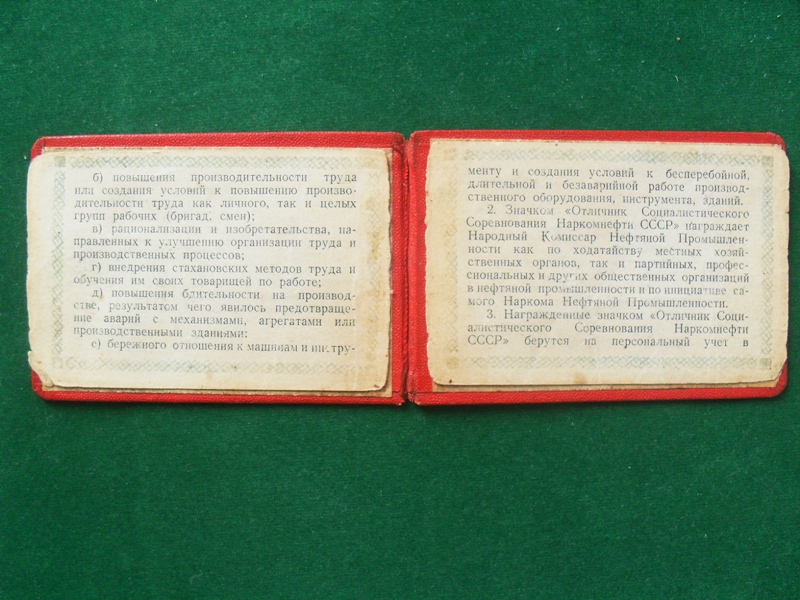 б) повышения производительности труда
или создания условий к повышению произво-
дительности труда как личного, так и целых
групп рабочих (бригад, смен);
в) рационализации и изобретательства, на-
правленных к улучшению организации труда и
производственных процессов;
г) внедрения стахановских методов труда и
обучения им своих товарищей по работе;
д) повышения бдительности на производ-
стве, результатом чего явилось предотвраще-
ние аварий с механизмами, агрегатами или
производственными зданиями;
е) бережного отношения к машинам и инстру-
менту и создания условий к бесперебойной,
длительной и безаварийной работе производ-
ственного оборудования, инструмента, зданий.
2. Значком «Отличник Социалистического
Соревнования Наркомнефти СССР» награждает
Народный Комиссар Нефтяной Промышлен-
ности как по ходатайству местных хозяй-
ственных органов, так и партийных, профес-
сиональных и других общественных организаций
в нефтяной промышленности и по инициативе са-
мого Наркома Нефтяной Промышленности.
3. Награжденные значком «Отличник Соци-
алистического Соревнования Наркомнефти
СССР» берутся на персональный учет в